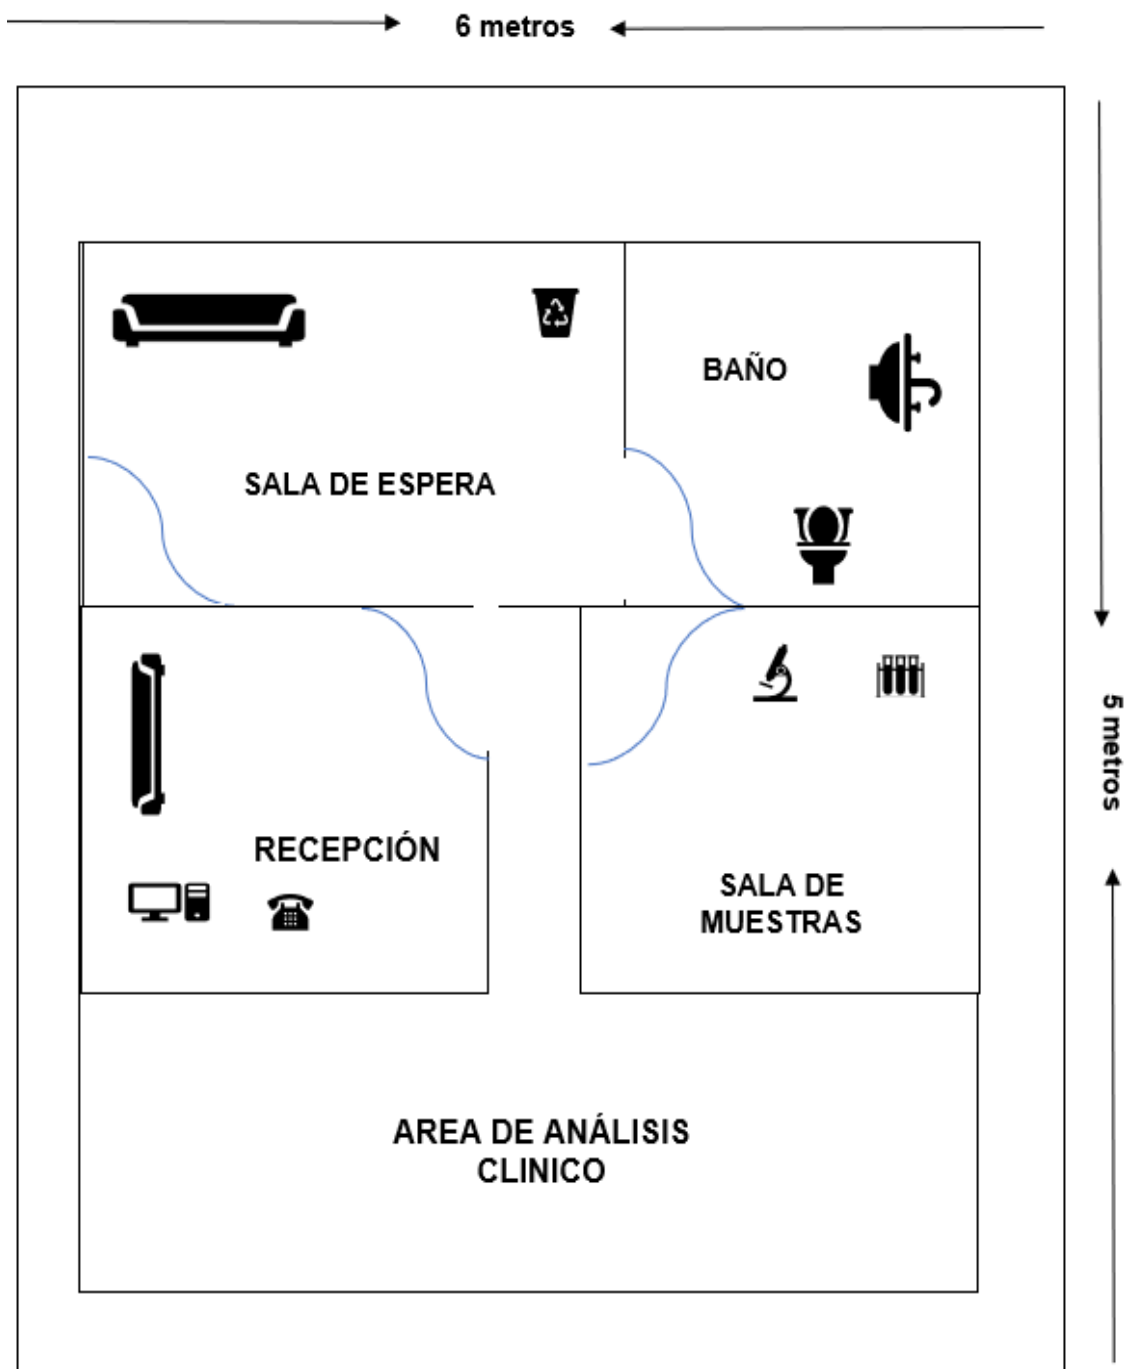 6 metros
BAÑO
SALA DE ESPERA
5 metros
RECEPCIÓN
SALA DE
MUESTRAS
AREA DE ANÁLISIS
CLINICO